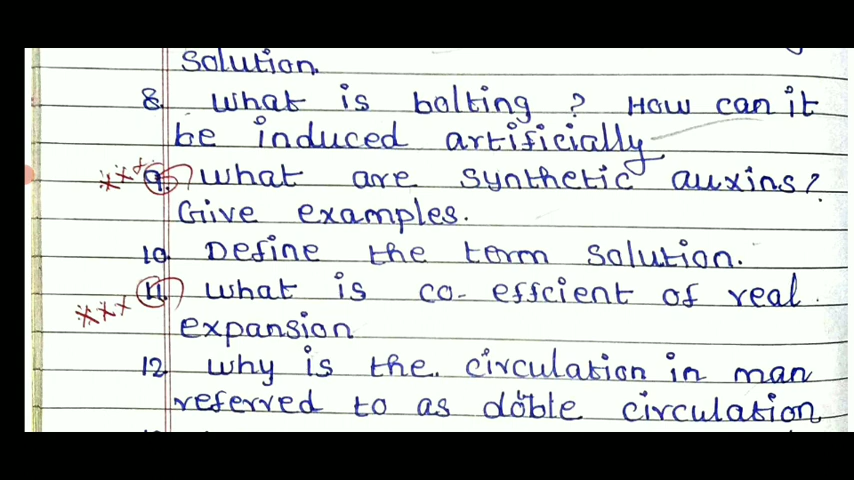 Solution.
8. What is bolting ? How can it
be induced artificially
*** 9. What are synthetic auxins?
Give examples.
10. Define the term solution.
*** 11. What is co-effcient of real
expansion
12. Why is the circulation in man
referred to as doble circulation